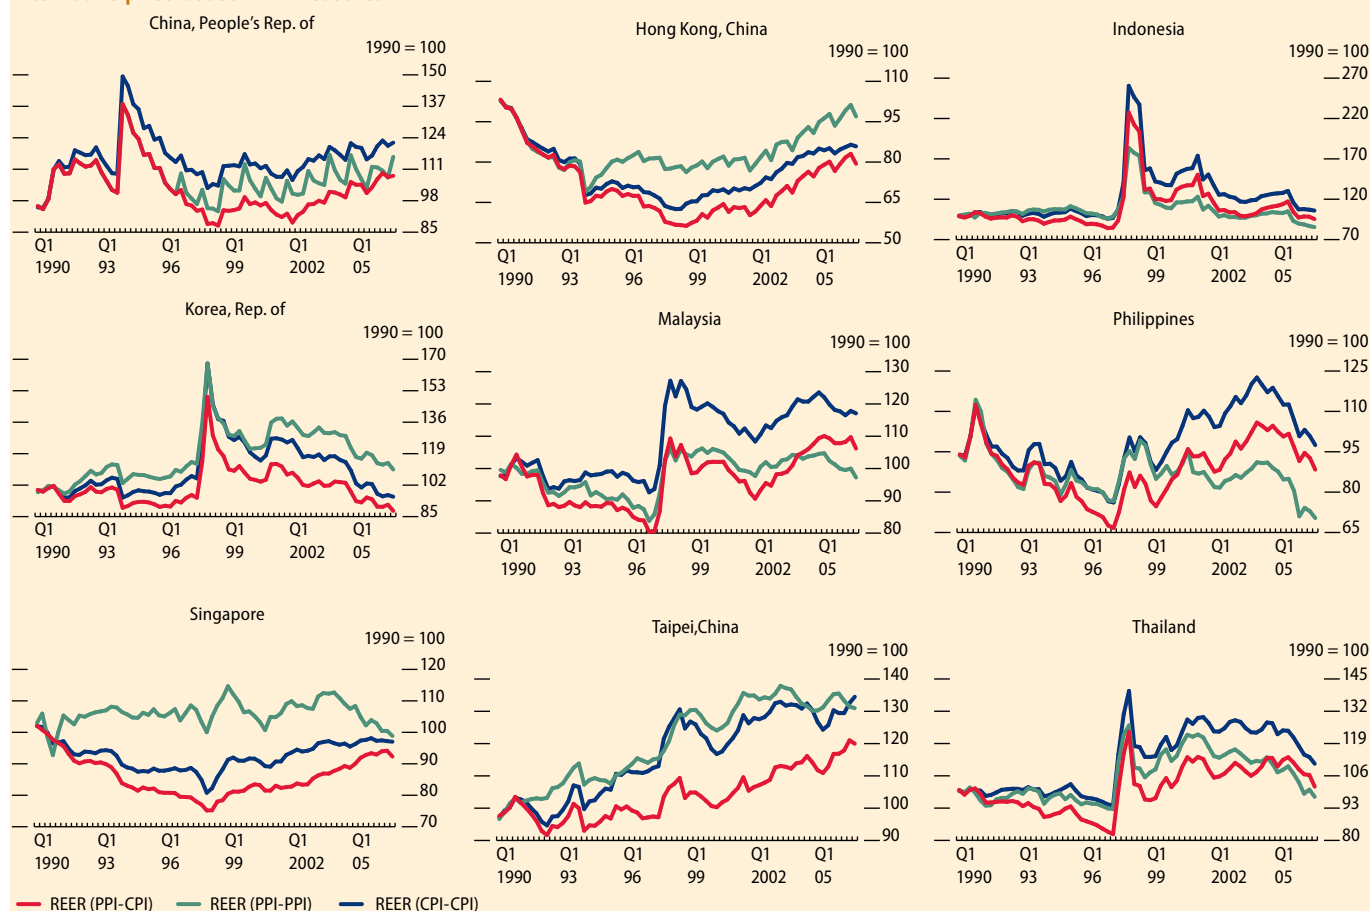 China, People's Rep. of
1990 = 100
150
137
124
111
98
85
Q1 Q1 Q1 Q1 Q1 Q1
1990 93 96 99 2002 05
Hong Kong, China
1990 = 100
110
95
80
65
50
Q1 Q1 Q1 Q1 Q1 Q1
1990 93 96 99 2002 05
Indonesia
1990 = 100
270
220
170
120
70
Q1 Q1 Q1 Q1 Q1 Q1
1990 93 96 99 2002 05
Korea, Rep. of
1990 = 100
170
153
136
119
102
85
Q1 Q1 Q1 Q1 Q1 Q1
1990 93 96 99 2002 05
Malaysia
1990 = 100
130
120
110
100
90
80
Q1 Q1 Q1 Q1 Q1 Q1
1990 93 96 99 2002 05
Philippines
1990 = 100
125
110
95
80
65
Q1 Q1 Q1 Q1 Q1 Q1
1990 93 96 99 2002 05
Singapore
1990 = 100
120
110
100
90
80
70
Q1 Q1 Q1 Q1 Q1 Q1
1990 93 96 99 2002 05
Taipei,China
1990 = 100
140
130
120
110
100
90
Q1 Q1 Q1 Q1 Q1 Q1
1990 93 96 99 2002 05
Thailand
1990 = 100
145
132
119
106
93
80
Q1 Q1 Q1 Q1 Q1 Q1
1990 93 96 99 2002 05
REER (PPI-CPI) REER (PPI-PPI) REER (CPI-CPI)